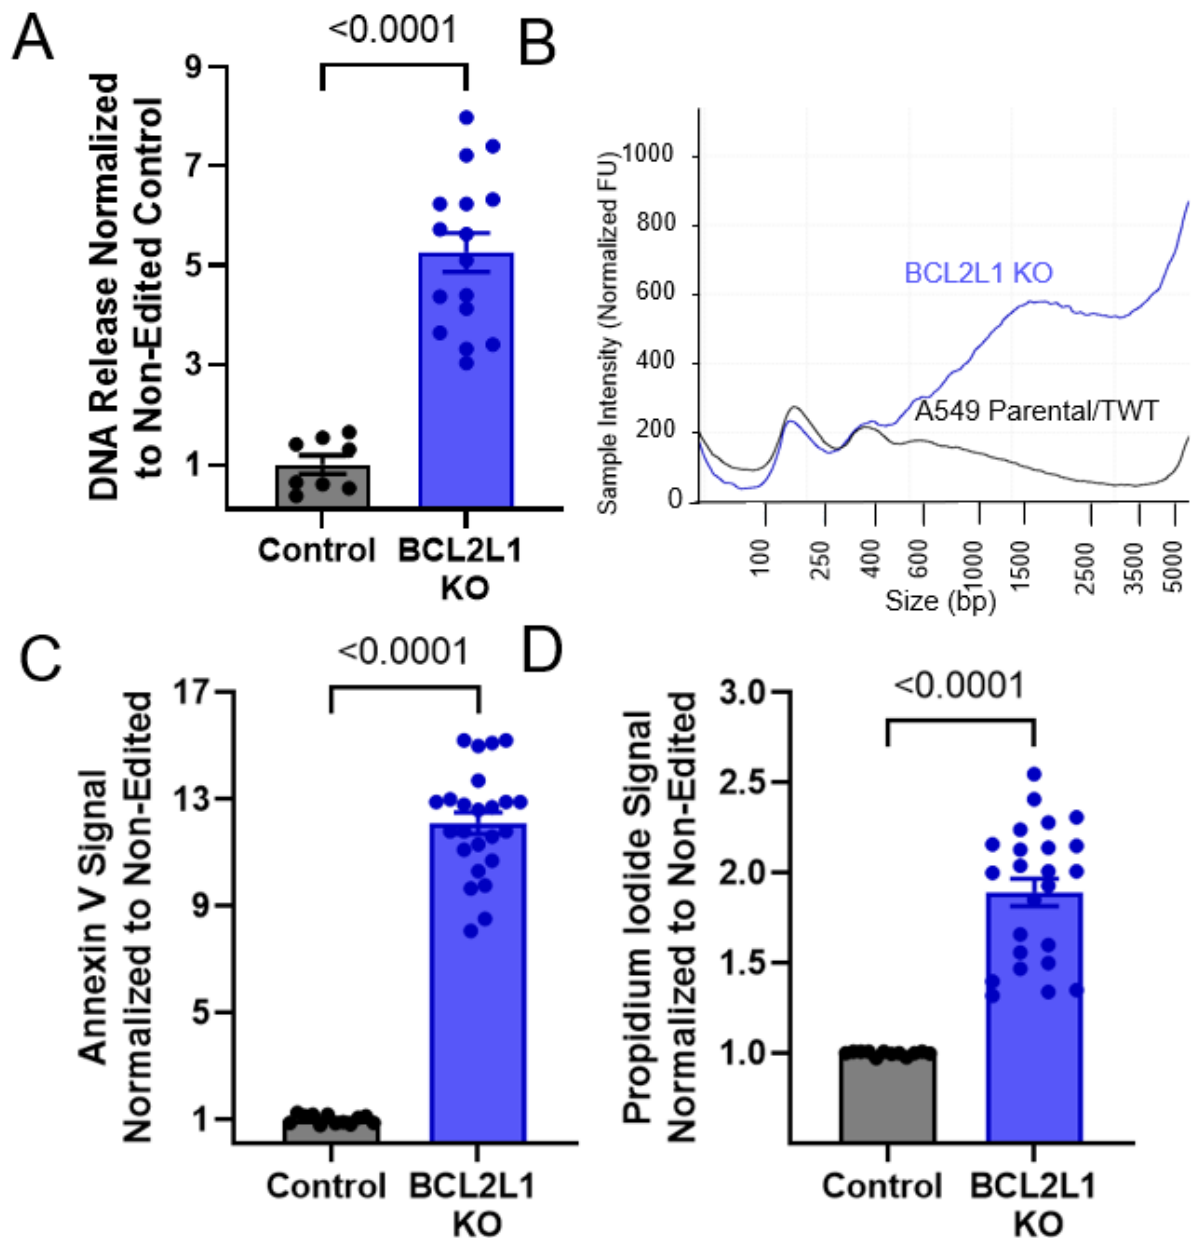 A
<0.0001
DNA Release Normalized
to Non-Edited Control
9
7
5
3
1
Control
BCL2L1
KO
B
Sample Intensity (Normalized FU)
1000
800
600
400
200
0
BCL2L1 KO
A549 Parental/TWT
100
250
400
600
1000
1500
2500
3500
5000
Size (bp)
C
<0.0001
Annexin V Signal
Normalized to Non-Edited
17
13
9
5
1
Control
BCL2L1
KO
D
<0.0001
Propidium Iodide Signal
Normalized to Non-Edited
3.0
2.5
2.0
1.5
1.0
Control
BCL2L1
KO